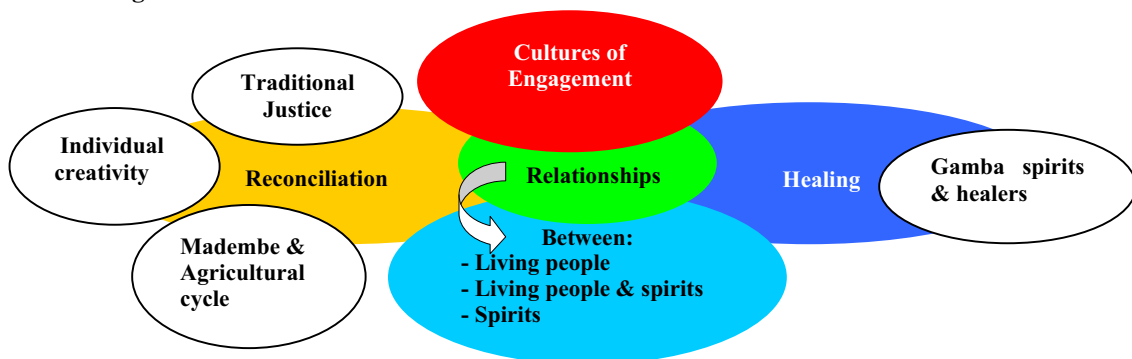 Cultures of
Engagement
Traditional
Justice
Individual
creativity
Reconciliation
Relationships
Healing
Gamba spirits
& healers
Madembe &
Agricultural
cycle
Between:
- Living people
- Living people & spirits
- Spirits